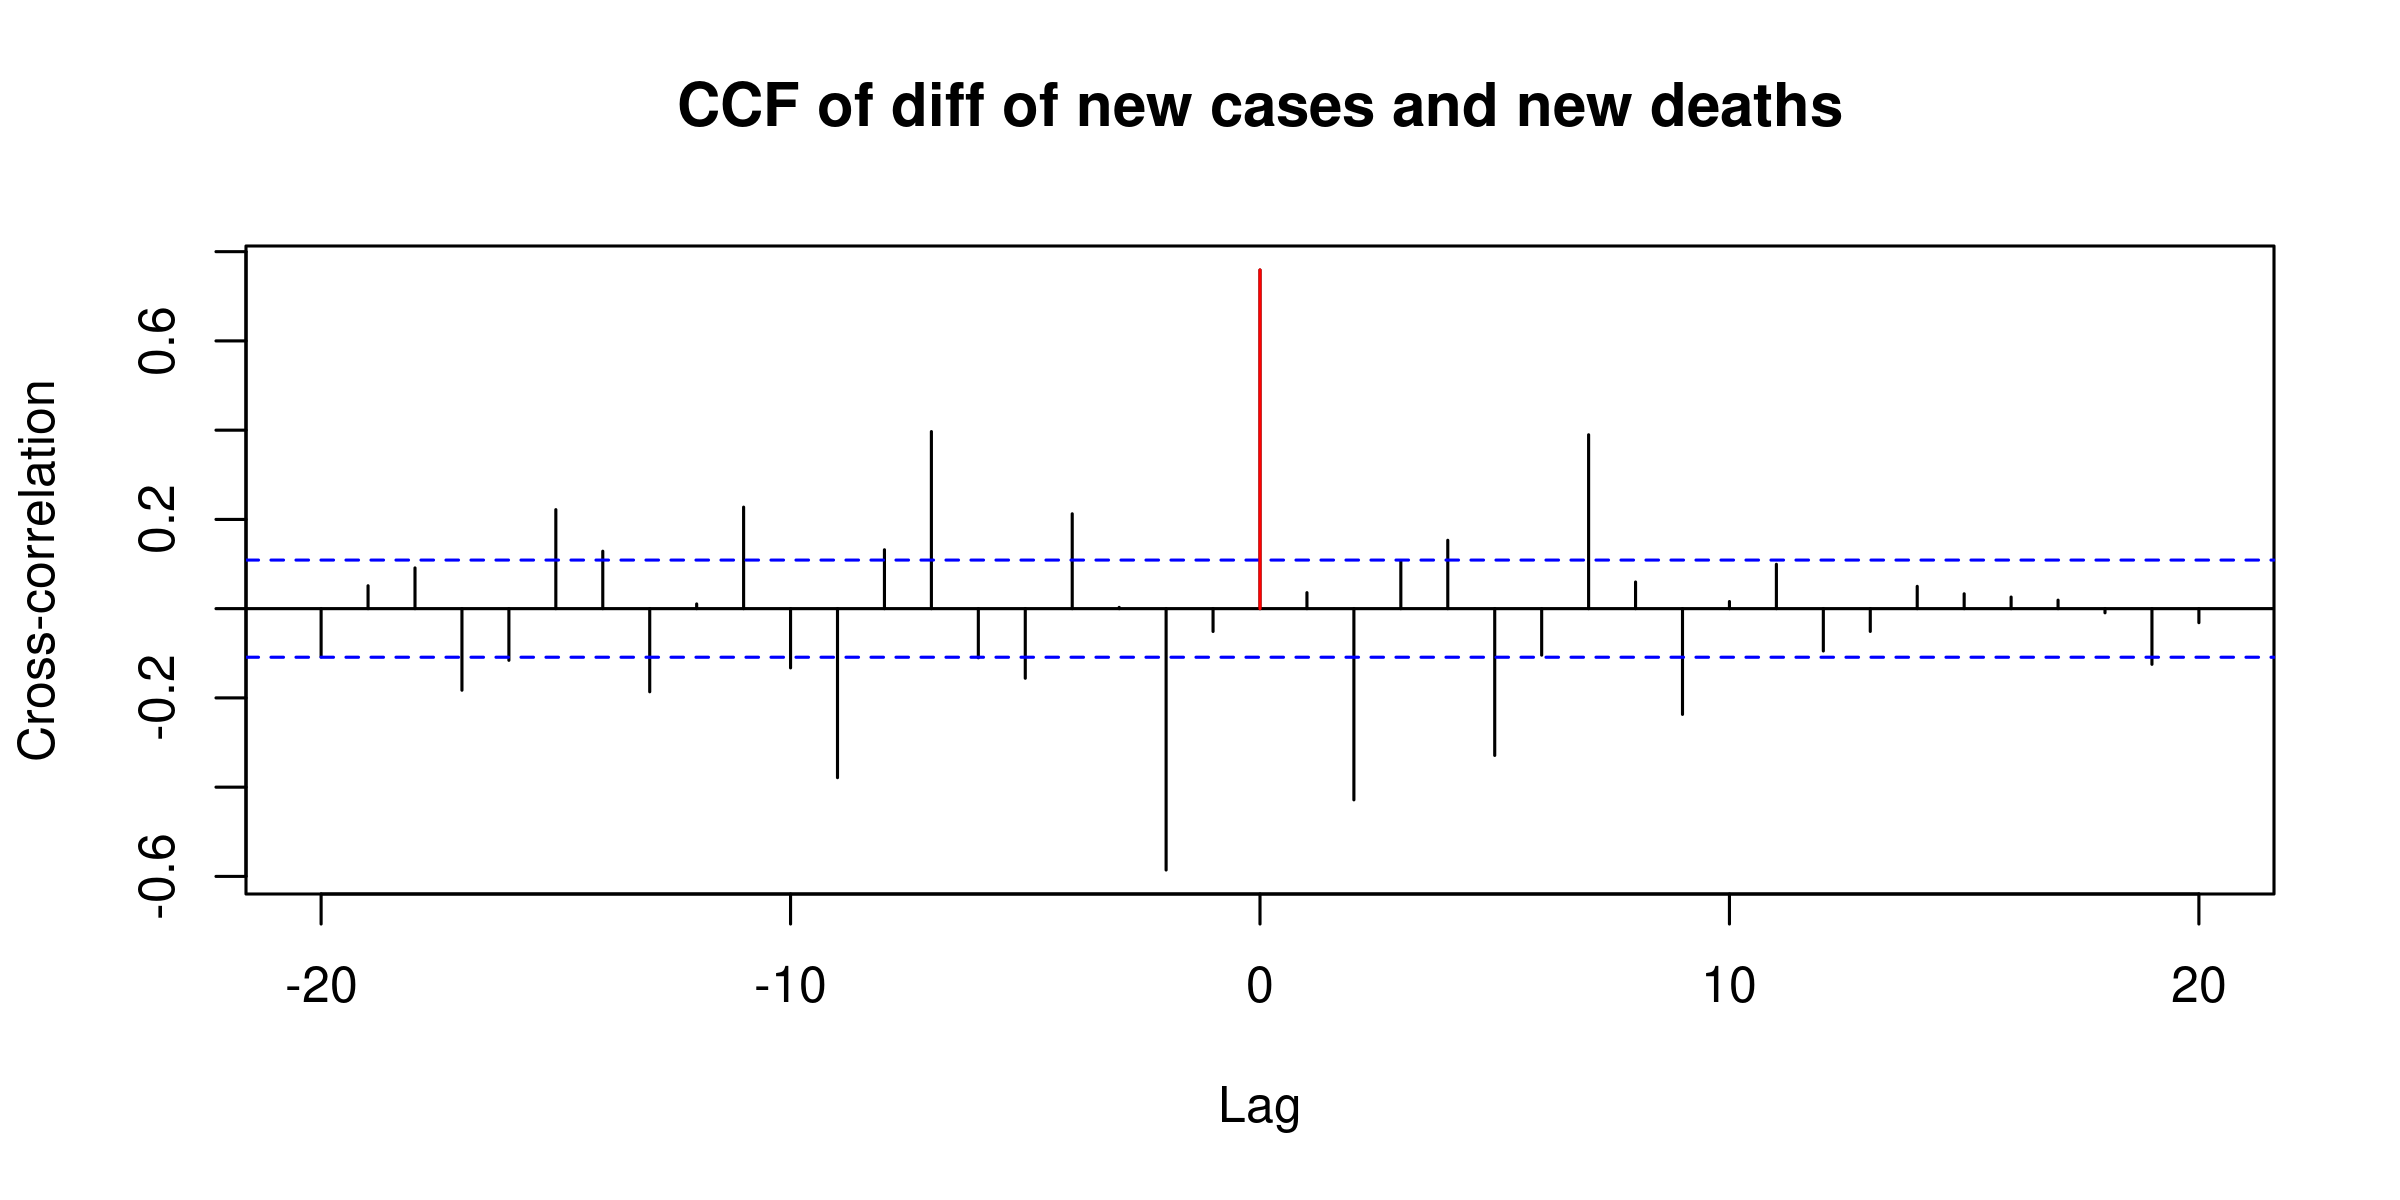 CCF of diff of new cases and new deaths
Cross-correlation
0.6
0.2
-0.2
-0.6
-20 -10 0 10 20
Lag